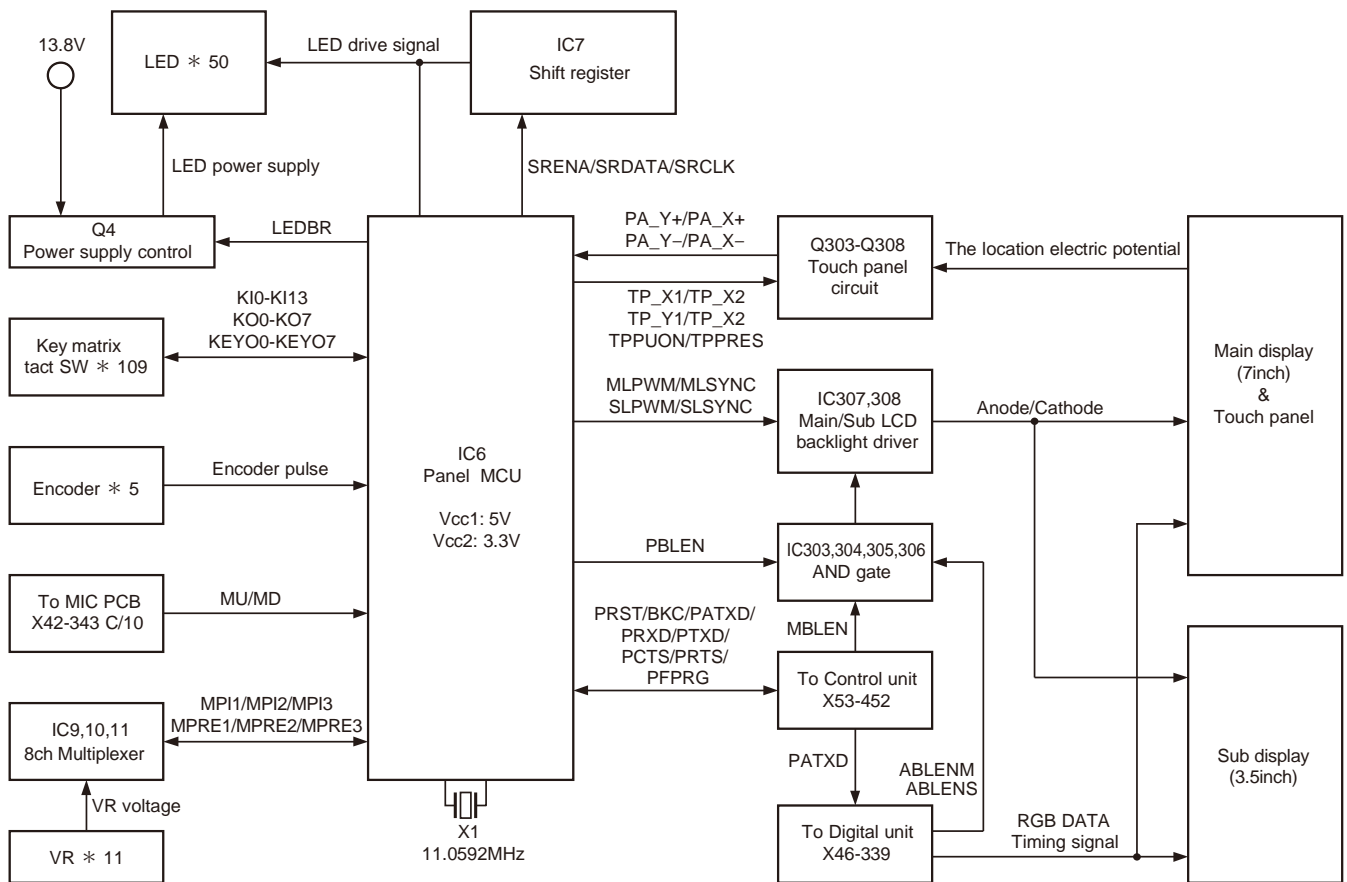 13.8V
LED * 50
LED drive signal
IC7
Shift register
LED power supply
SRENA/SRDATA/SRCLK
Q4
Power supply control
LEDBR
PA_Y+/PA_X+
PA_Y−/PA_X−
Q303-Q308
Touch panel
circuit
The location electric potential
TP_X1/TP_X2
TP_Y1/TP_X2
TPPUON/TPPRES
KI0-KI13
KO0-KO7
KEYO0-KEYO7
Key matrix
tact SW * 109
Main display
(7inch)
&
Touch panel
MLPWM/MLSYNC
SLPWM/SLSYNC
IC307,308
Main/Sub LCD
backlight driver
Anode/Cathode
IC6
Panel MCU
Vcc1: 5V
Vcc2: 3.3V
Encoder * 5
Encoder pulse
PBLEN
IC303,304,305,306
AND gate
To MIC PCB
X42-343 C/10
MU/MD
PRST/BKC/PATXD/
PRXD/PTXD/
PCTS/PRTS/
PFPRG
MBLEN
To Control unit
X53-452
IC9,10,11
8ch Multiplexer
MPI1/MPI2/MPI3
MPRE1/MPRE2/MPRE3
PATXD
ABLENM
ABLENS
Sub display
(3.5inch)
VR voltage
VR * 11
X1
11.0592MHz
To Digital unit
X46-339
RGB DATA
Timing signal